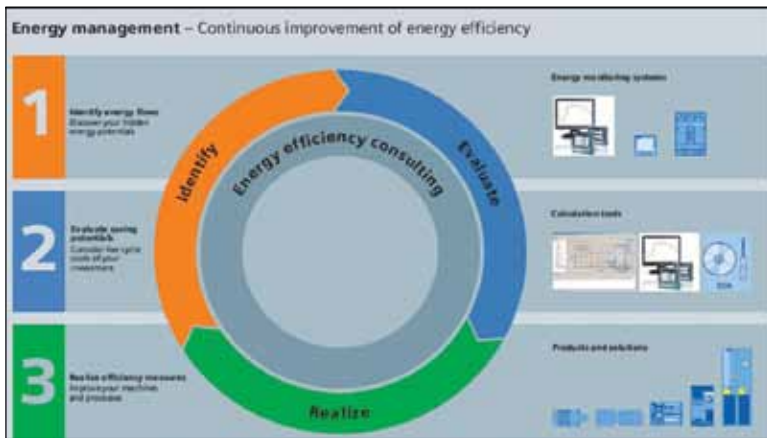 Energy management – Continuous improvement of energy efficiency
1
Identify energy flows
Discover your hidden
energy potentials
2
Evaluate saving
potentials
Consider live cycle
costs of your
investment
3
Realize efficiency measures
Improve your machines
and processes
Identify
Evaluate
Realize
Energy efficiency consulting
Energy monitoring systems
Calculation tools
Products and solutions